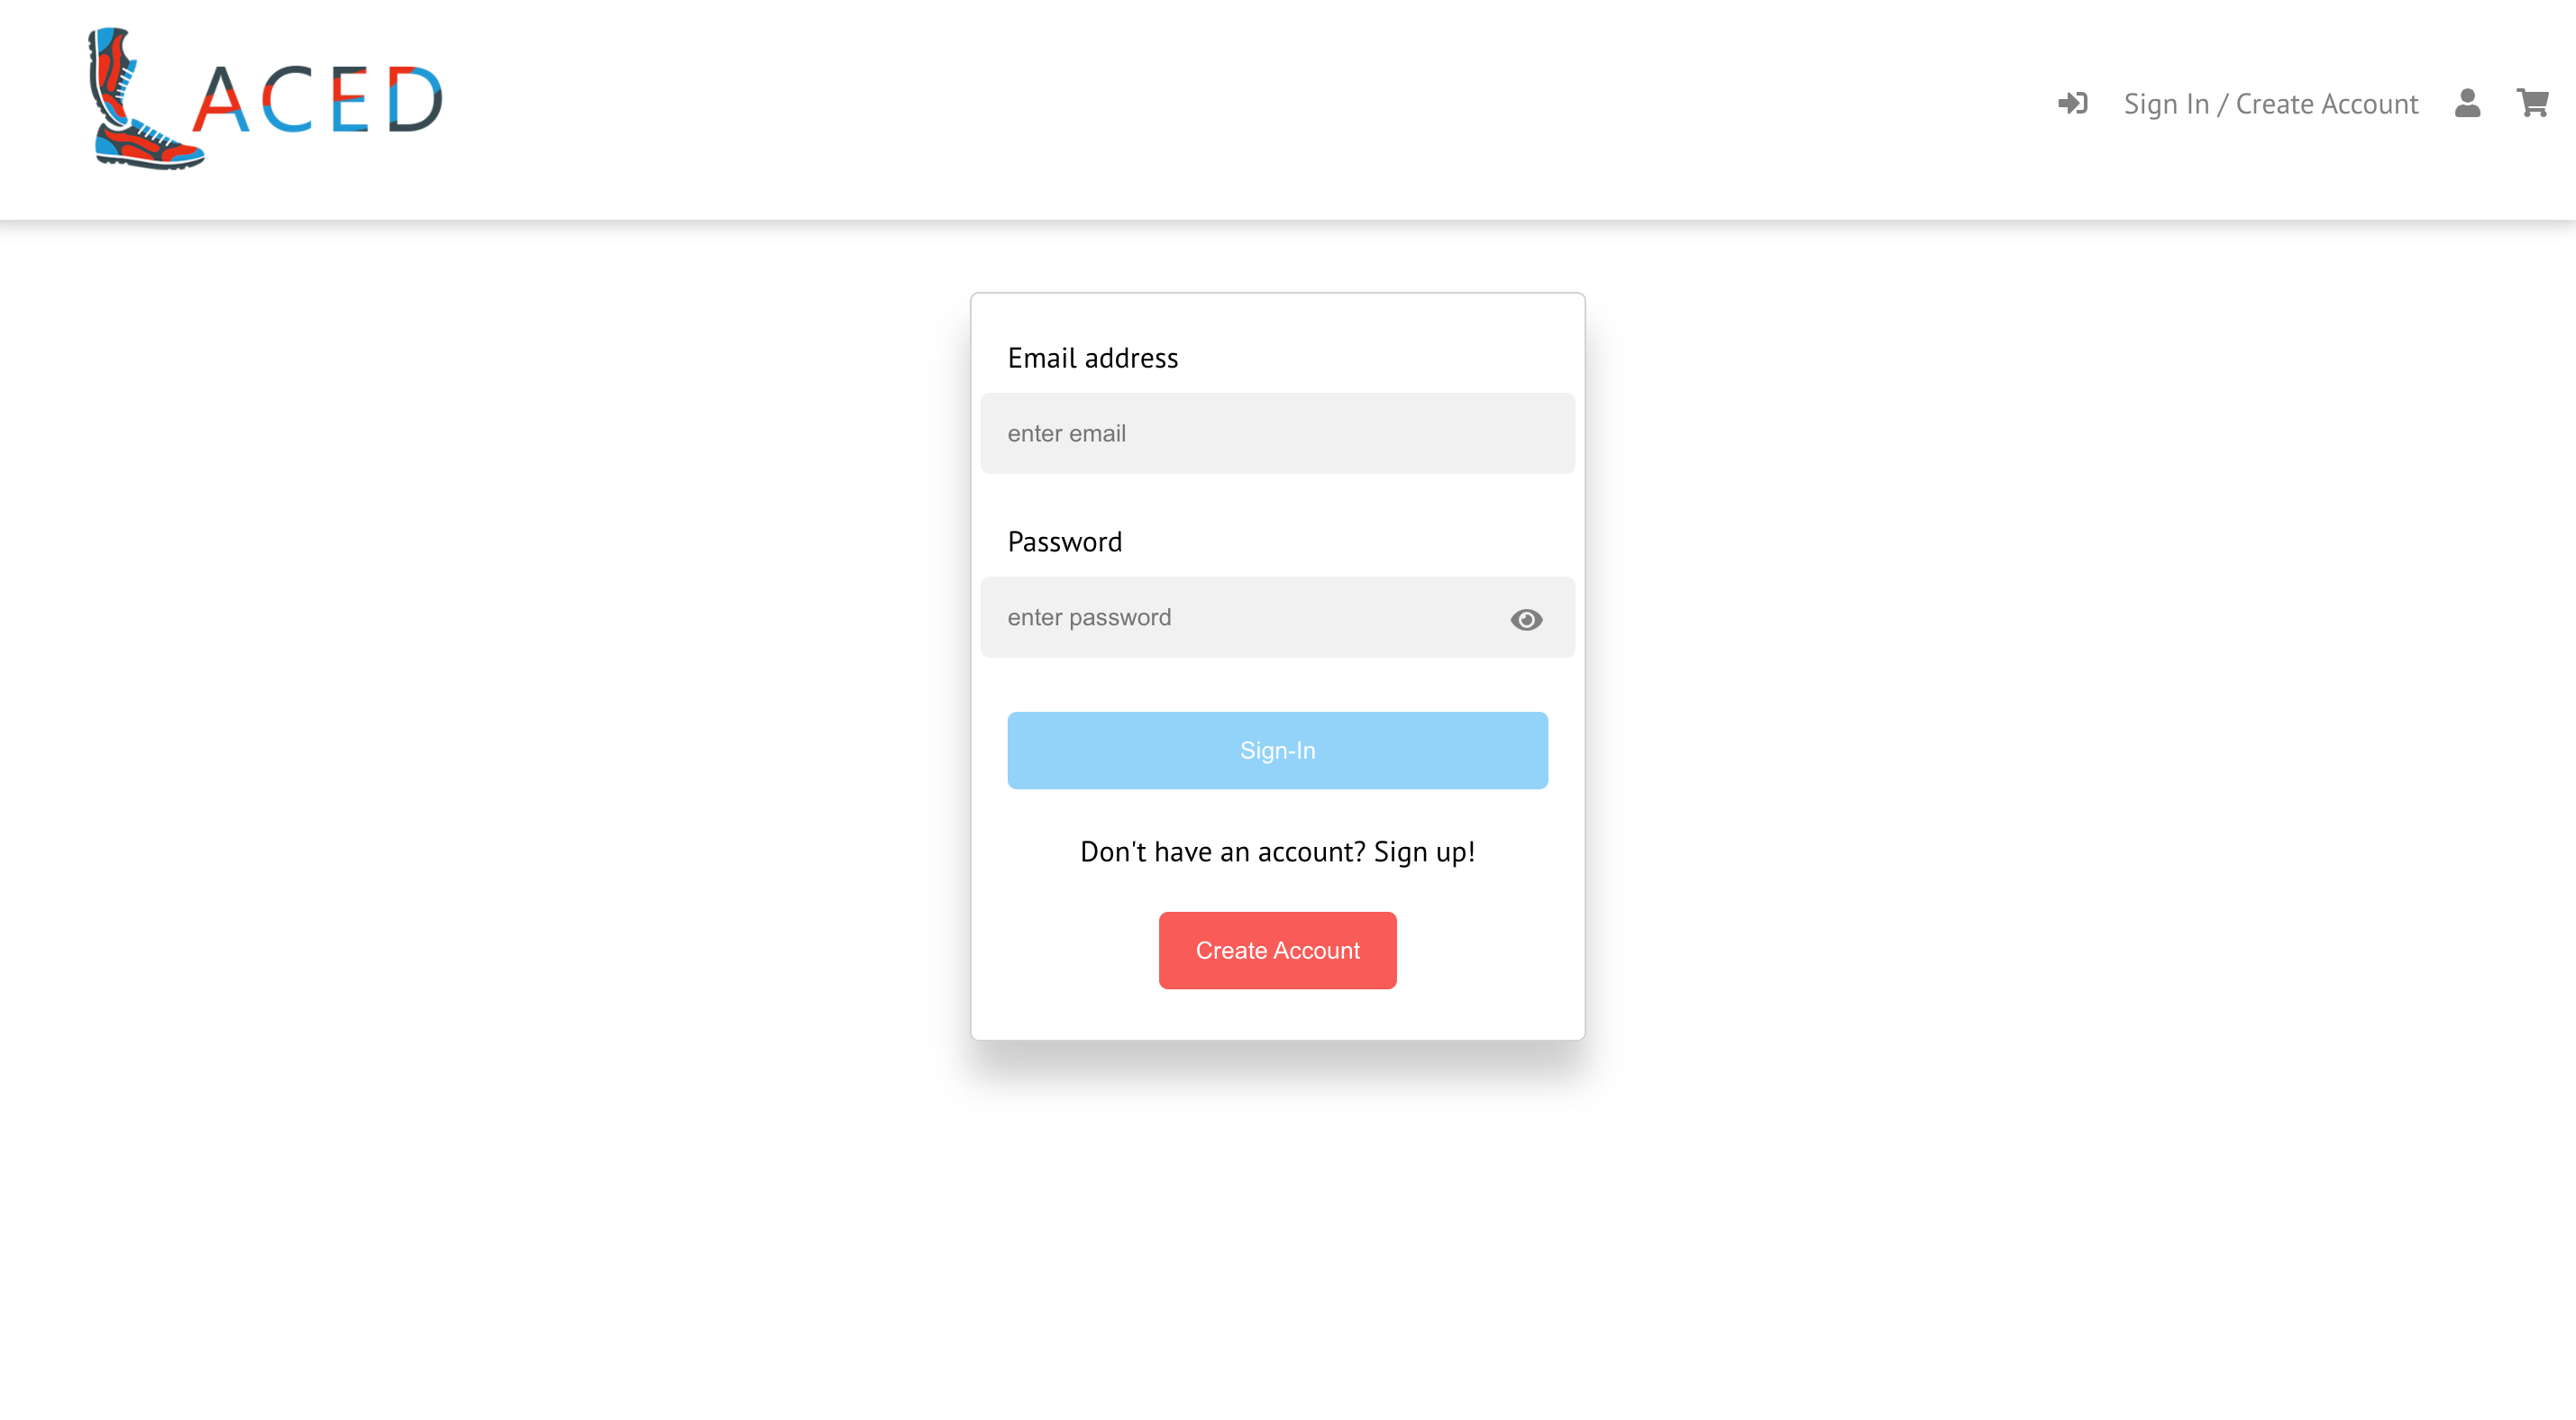 LACED
Sign In / Create Account
Email address
enter email
Password
enter password
Sign-In
Don't have an account? Sign up!
Create Account